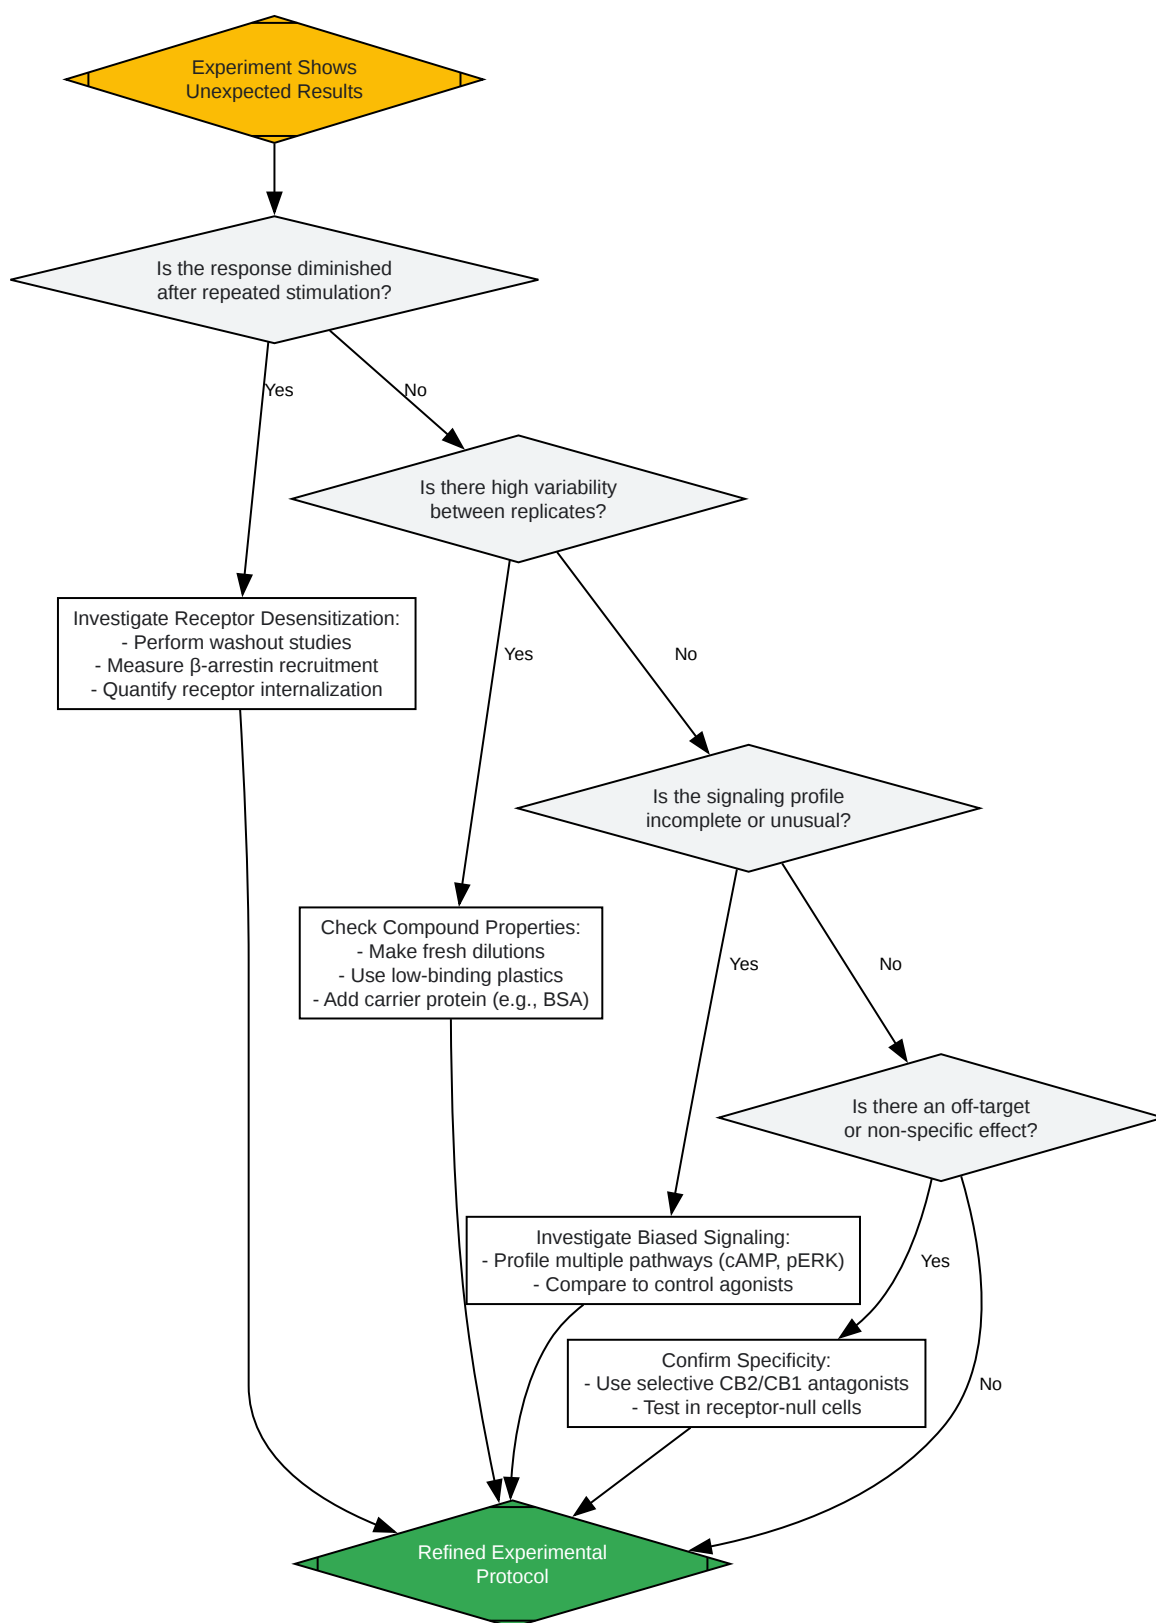 Experiment Shows
Unexpected Results
Is the response diminished
after repeated stimulation?
Yes
No
Is there high variability
between replicates?
Investigate Receptor Desensitization:
- Perform washout studies
- Measure β-arrestin recruitment
- Quantify receptor internalization
Yes
No
Is the signaling profile
incomplete or unusual?
Check Compound Properties:
- Make fresh dilutions
- Use low-binding plastics
- Add carrier protein (e.g., BSA)
Yes
No
Is there an off-target
or non-specific effect?
Investigate Biased Signaling:
- Profile multiple pathways (cAMP, pERK)
- Compare to control agonists
Yes
No
Confirm Specificity:
- Use selective CB2/CB1 antagonists
- Test in receptor-null cells
Refined Experimental
Protocol